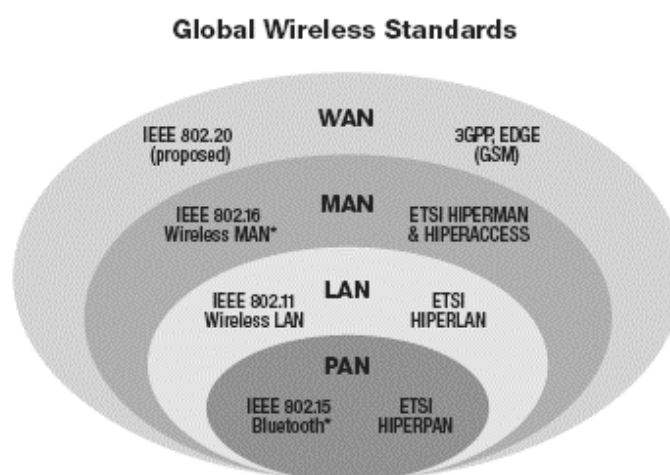 Global Wireless Standards
WAN
IEEE 802.20
(proposed)
3GPP, EDGE
(GSM)
MAN
IEEE 802.16
Wireless MAN*
ETSI HIPERMAN
& HIPERACCESS
LAN
IEEE 802.11
Wireless LAN
ETSI
HIPERLAN
PAN
IEEE 802.15
Bluetooth*
ETSI
HIPERPAN